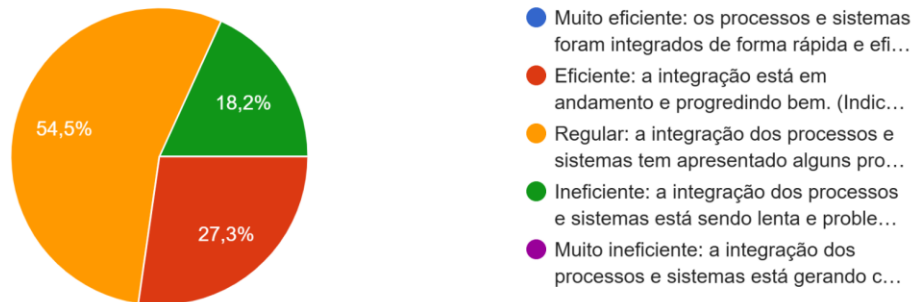 54,5%
18,2%
27,3%
Muito eficiente: os processos e sistemas
foram integrados de forma rápida e efi…
Eficiente: a integração está em
andamento e progredindo bem. (Indic…
Regular: a integração dos processos e
sistemas tem apresentado alguns pro…
Ineficiente: a integração dos processos
e sistemas está sendo lenta e proble…
Muito ineficiente: a integração dos
processos e sistemas está gerando c…